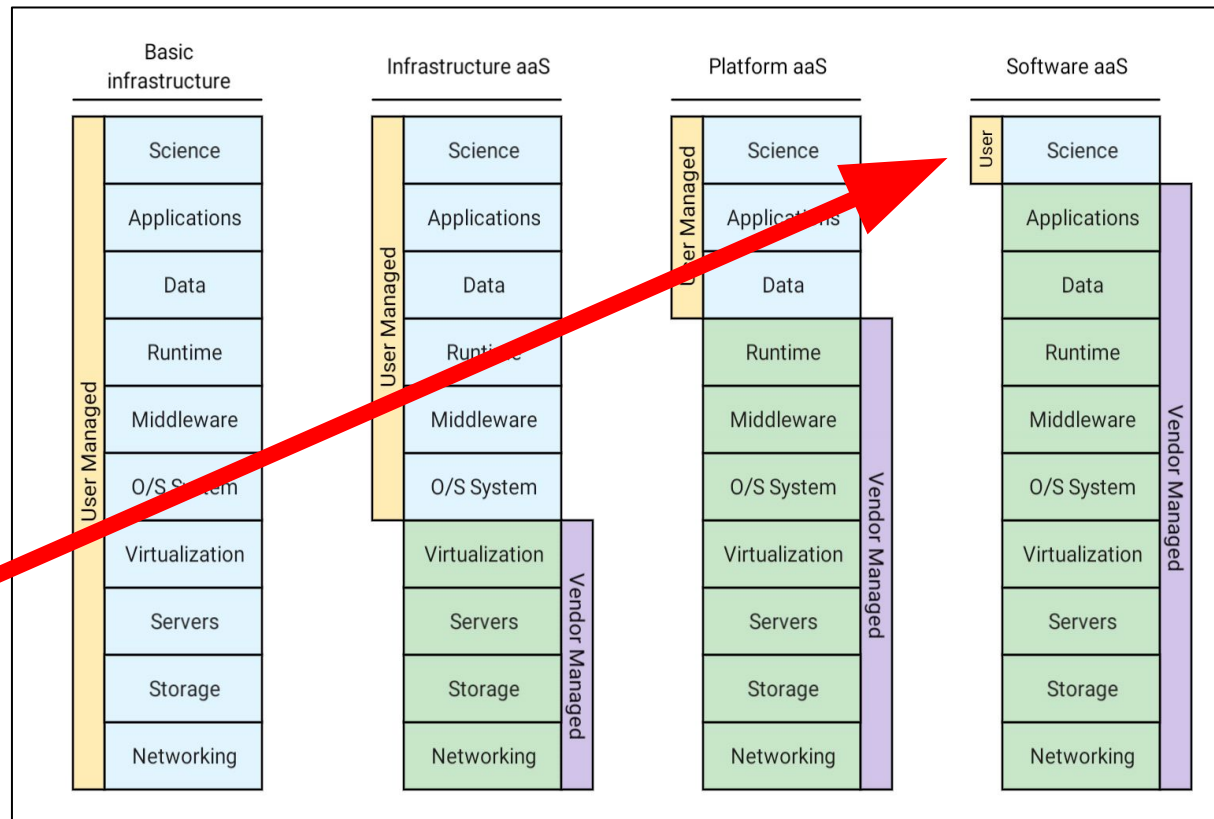 Basic
infrastructure
User Managed
Science
Applications
Data
Runtime
Middleware
O/S System
Virtualization
Servers
Storage
Networking
Infrastructure aaS
User Managed
Science
Applications
Data
Runtime
Middleware
O/S System
Virtualization
Servers
Storage
Networking
Vendor Managed
Platform aaS
User Managed
Science
Applications
Data
Runtime
Middleware
O/S System
Virtualization
Servers
Storage
Networking
Vendor Managed
Software aaS
User
Science
Applications
Data
Runtime
Middleware
O/S System
Virtualization
Servers
Storage
Networking
Vendor Managed